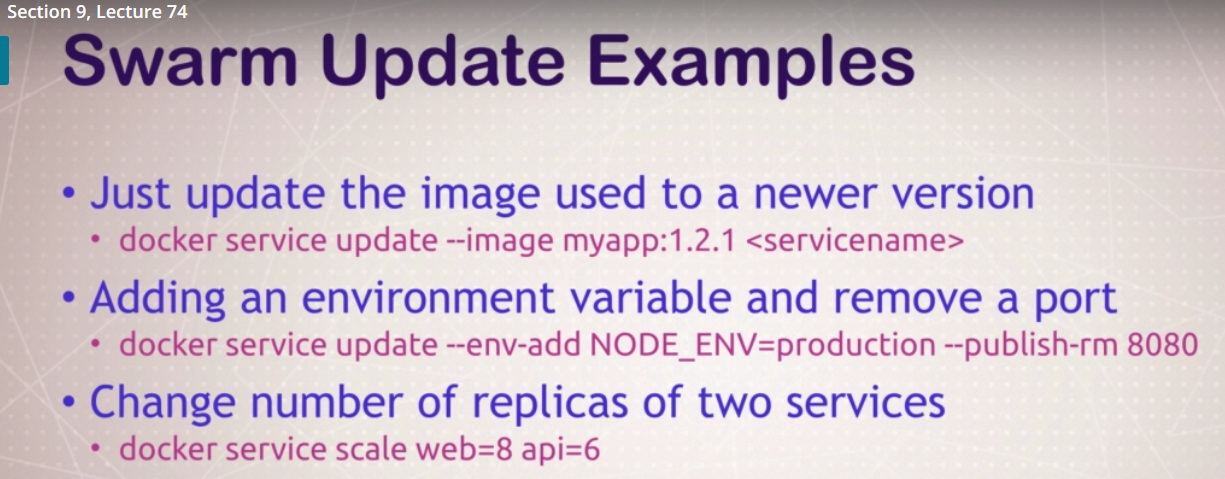 Section 9, Lecture 74
Swarm Update Examples
• Just update the image used to a newer version
• docker service update --image myapp:1.2.1 <servicename>
• Adding an environment variable and remove a port
• docker service update --env-add NODE_ENV=production --publish-rm 8080
• Change number of replicas of two services
• docker service scale web=8 api=6